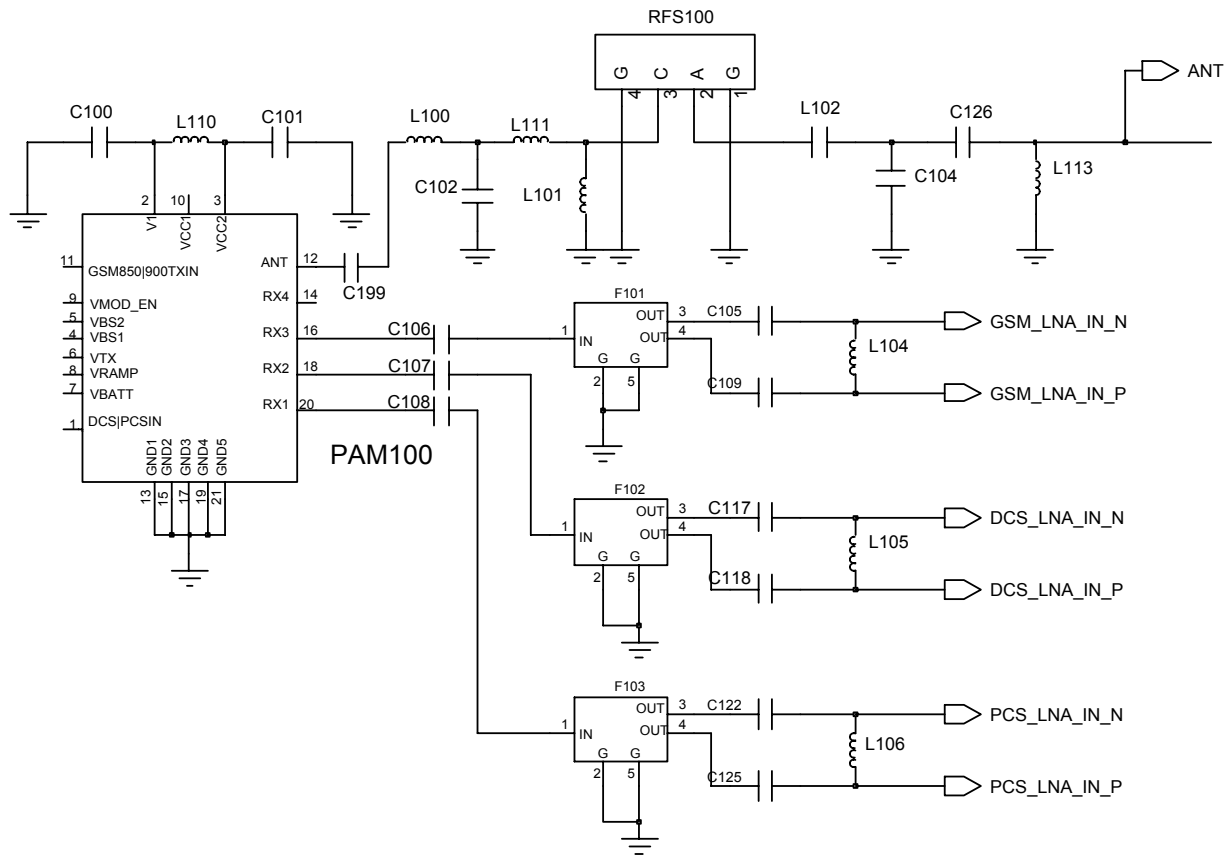 RFS100
G
C
A
G
4
3
2
1
ANT
C100
L110
C101
L100
L111
L102
C126
C102
L101
C104
L113
2
10
3
V1
VCC1
VCC2
11
GSM850|900TXIN
ANT
12
C199
9
VMOD_EN
RX4
14
5
VBS2
4
VBS1
RX3
16
C106
6
VTX
8
VRAMP
RX2
18
C107
7
VBATT
RX1
20
C108
1
DCS|PCSIN
GND1
GND2
GND3
GND4
GND5
13
15
17
19
21
PAM100
F101
1
IN
OUT
3
OUT
4
G
G
2
5
C105
L104
C109
GSM_LNA_IN_N
GSM_LNA_IN_P
F102
1
IN
OUT
3
OUT
4
G
G
2
5
C117
L105
C118
DCS_LNA_IN_N
DCS_LNA_IN_P
F103
1
IN
OUT
3
OUT
4
G
G
2
5
C122
L106
C125
PCS_LNA_IN_N
PCS_LNA_IN_P